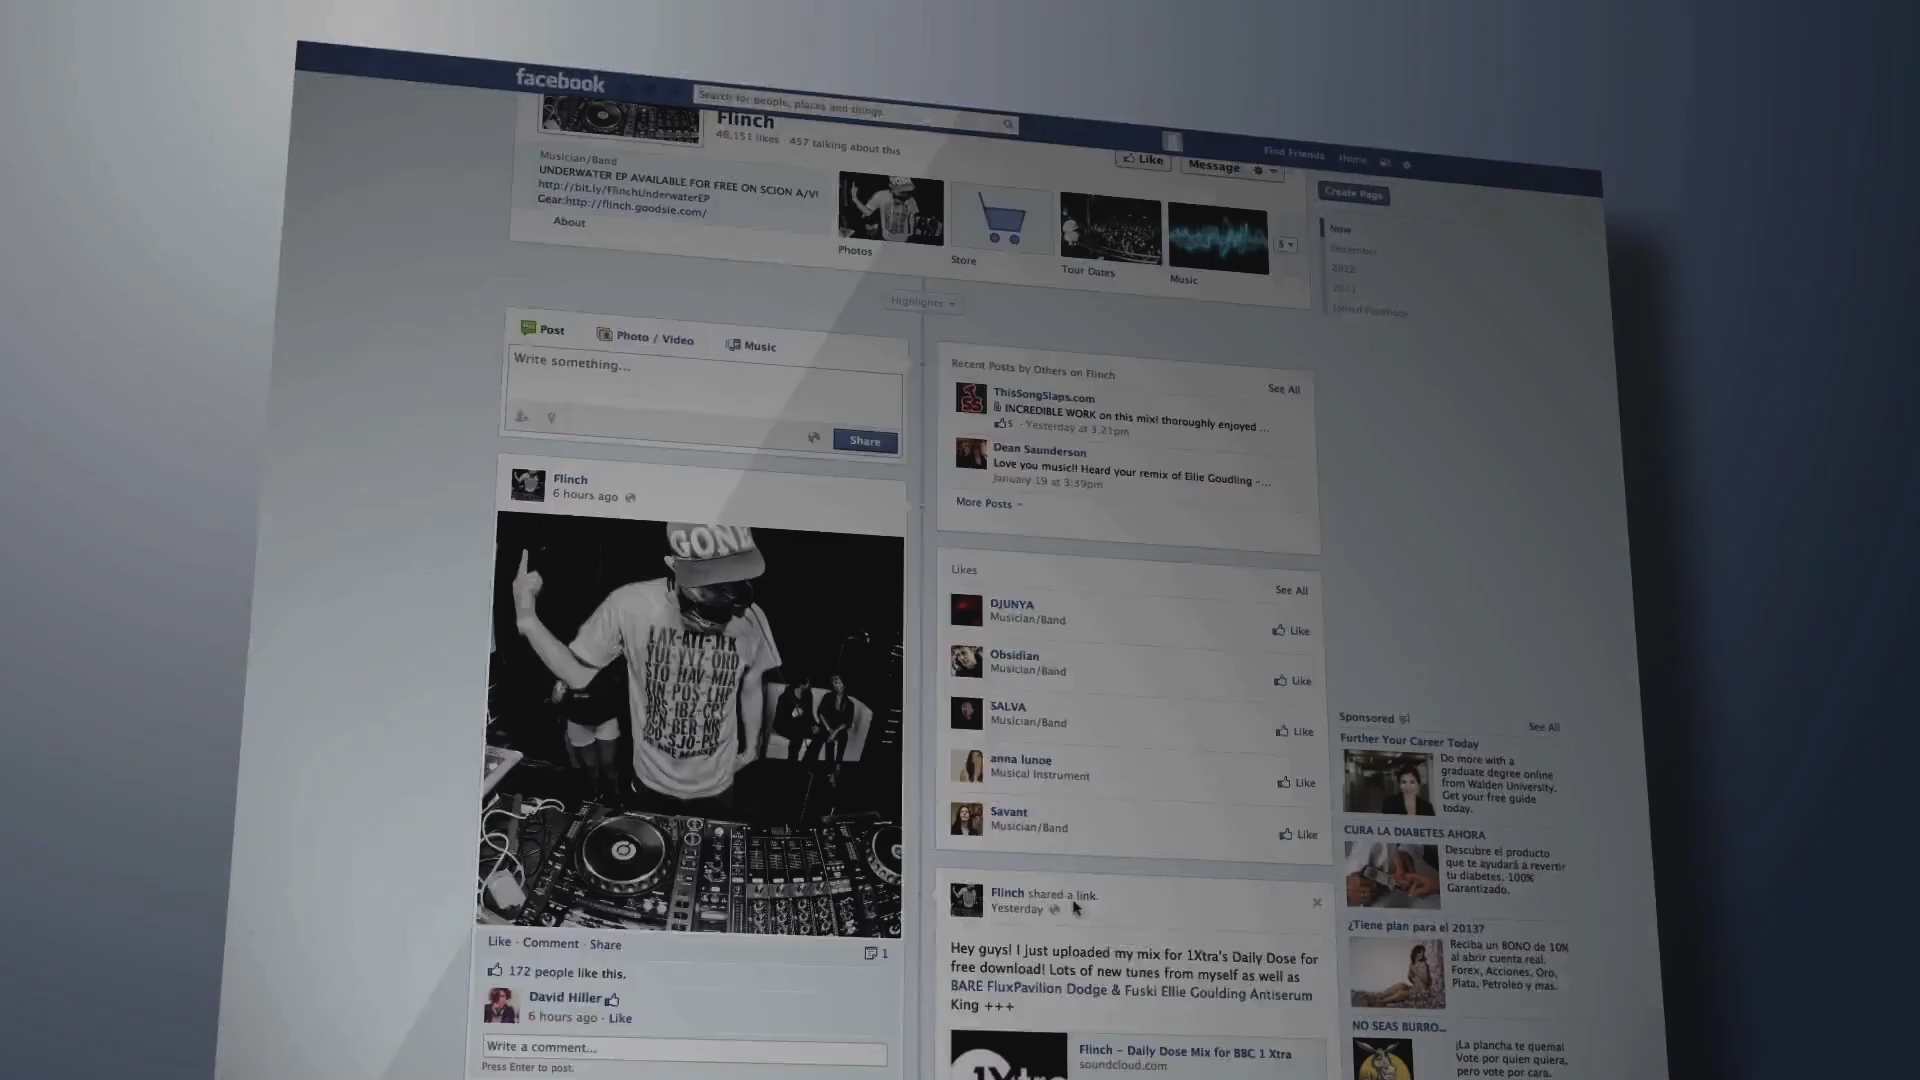 facebook
Search for people, places and things
Find Friends
Home
Flinch
46,151 likes · 457 talking about this
Like
Message
Create Page
Musician/Band
UNDERWATER EP AVAILABLE FOR FREE ON SCION A/V!
http://bit.ly/FlinchUnderwaterEP
Gear:http://flinch.goodsie.com/
About
Photos
Store
Tour Dates
Music
5
Now
December
2012
2011
Joined Facebook
Highlights
Post
Photo / Video
Music
Write something...
Share
Recent Posts by Others on Flinch
See All
ThisSongSlaps.com
INCREDIBLE WORK on this mix! thoroughly enjoyed ...
5 · Yesterday at 3:21pm
Dean Saunderson
Love you music!! Heard your remix of Ellie Goudling -...
January 19 at 3:39pm
More Posts
Flinch
6 hours ago
GONE
LAX-ATL-JFK
Likes
See All
DJUNYA
Musician/Band
Like
Obsidian
Musician/Band
Like
SALVA
Musician/Band
Like
anna lunoe
Musical Instrument
Like
Savant
Musician/Band
Like
Like · Comment · Share
1
172 people like this.
David Hiller
6 hours ago · Like
Write a comment...
Press Enter to post.
Flinch shared a link.
Yesterday
Hey guys! I just uploaded my mix for 1Xtra's Daily Dose for
free download! Lots of new tunes from myself as well as
BARE FluxPavilion Dodge & Fuski Ellie Goulding Antiserum
King +++
Flinch – Daily Dose Mix for BBC 1 Xtra
soundcloud.com
Sponsored
See All
Further Your Career Today
Do more with a
graduate degree online
from Walden University.
Get your free guide
today.
CURA LA DIABETES AHORA
Descubre el producto
que te ayudará a revertir
tu diabetes. 100%
Garantizado.
¿Tiene plan para el 2013?
Reciba un BONO de 10%
al abrir cuenta real.
Forex, Acciones, Oro,
Plata, Petroleo y mas.
NO SEAS BURRO...
¡La plancha te quema!
Vote por quien quiera,
pero vote por cara.